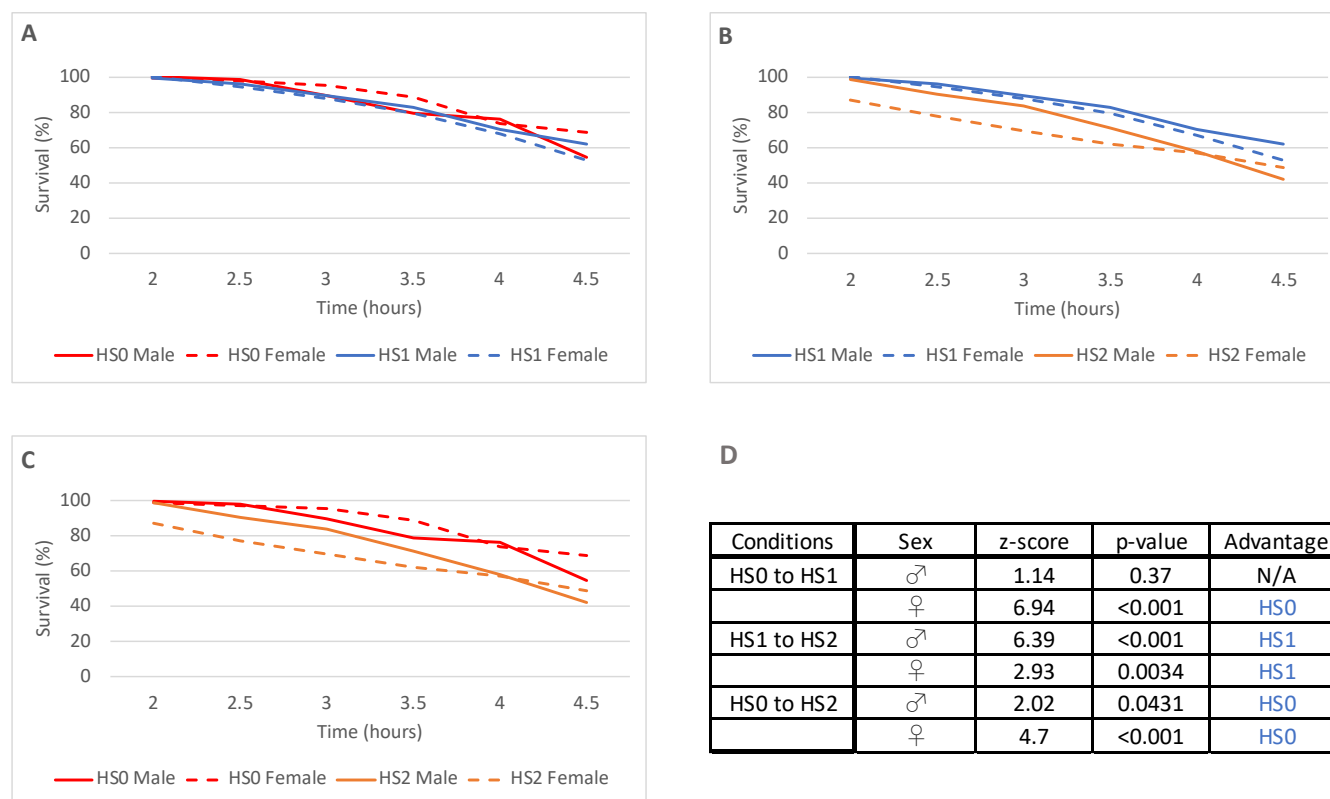 A
100
80
60
40
20
0
Survival (%)
2 2.5 3 3.5 4 4.5
Time (hours)
HS0 Male HS0 Female HS1 Male HS1 Female
B
100
80
60
40
20
0
Survival (%)
2 2.5 3 3.5 4 4.5
Time (hours)
HS1 Male HS1 Female HS2 Male HS2 Female
C
100
80
60
40
20
0
Survival (%)
2 2.5 3 3.5 4 4.5
Time (hours)
HS0 Male HS0 Female HS2 Male HS2 Female
D
Conditions Sex z-score p-value Advantage
HS0 to HS1 ♂ 1.14 0.37 N/A
♀ 6.94 <0.001 HS0
HS1 to HS2 ♂ 6.39 <0.001 HS1
♀ 2.93 0.0034 HS1
HS0 to HS2 ♂ 2.02 0.0431 HS0
♀ 4.7 <0.001 HS0